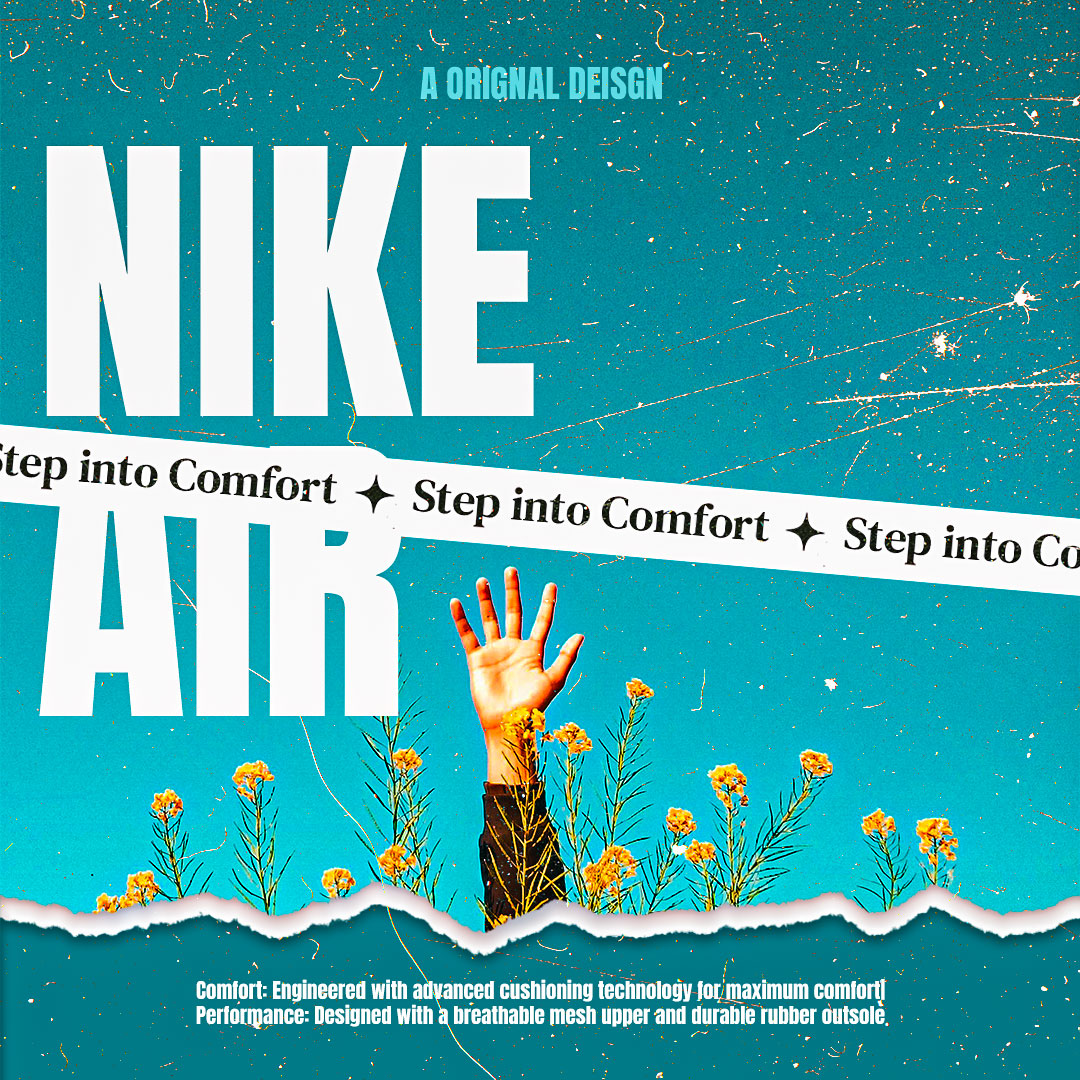 A ORIGNAL DEISGN
NIKE
Step into Comfort ✦ Step into Comfort ✦ Step into Co
AIR
Comfort: Engineered with advanced cushioning technology for maximum comfort|
Performance: Designed with a breathable mesh upper and durable rubber outsole